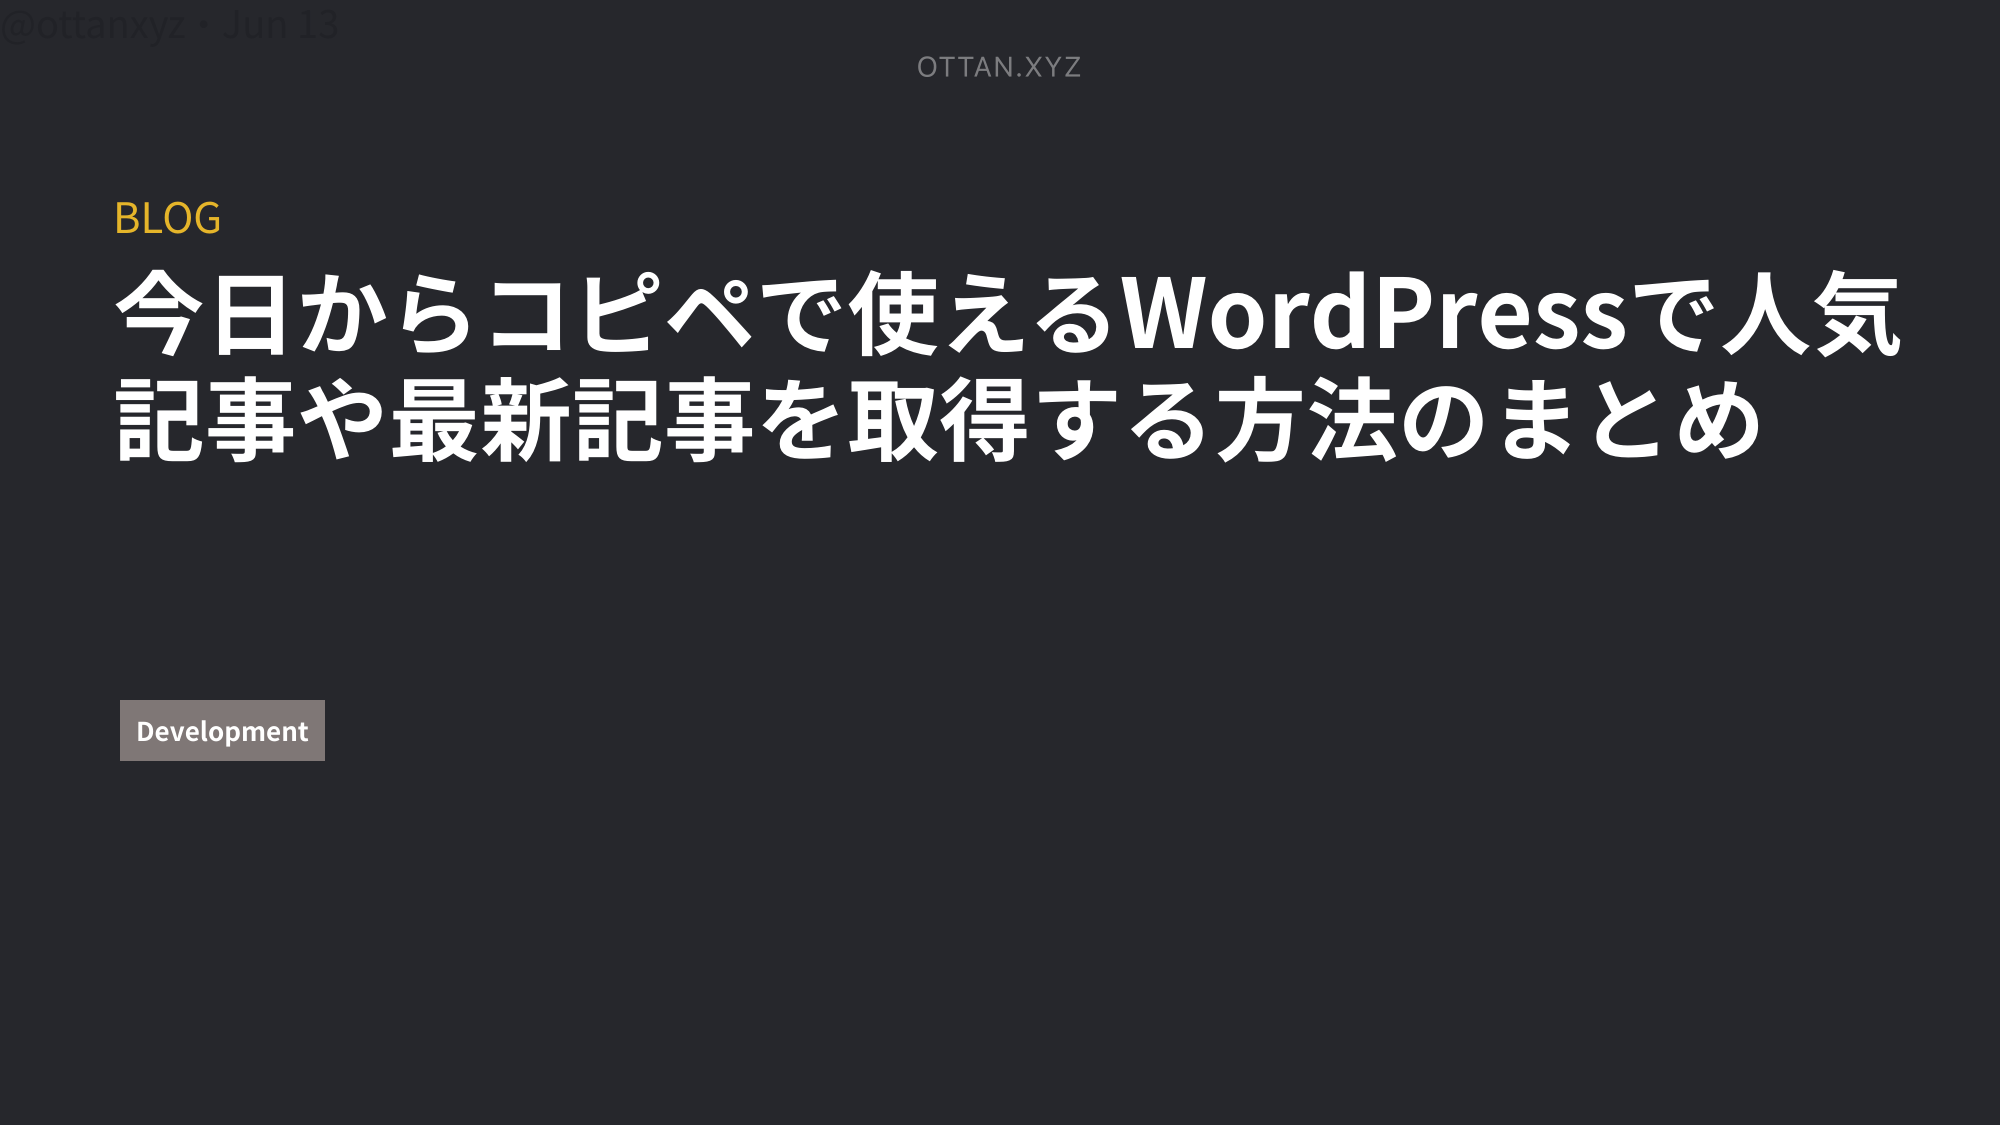 @ottanxyz・Jun 13
OTTAN.XYZ
BLOG
今日からコピペで使えるWordPressで人気
記事や最新記事を取得する方法のまとめ
Development